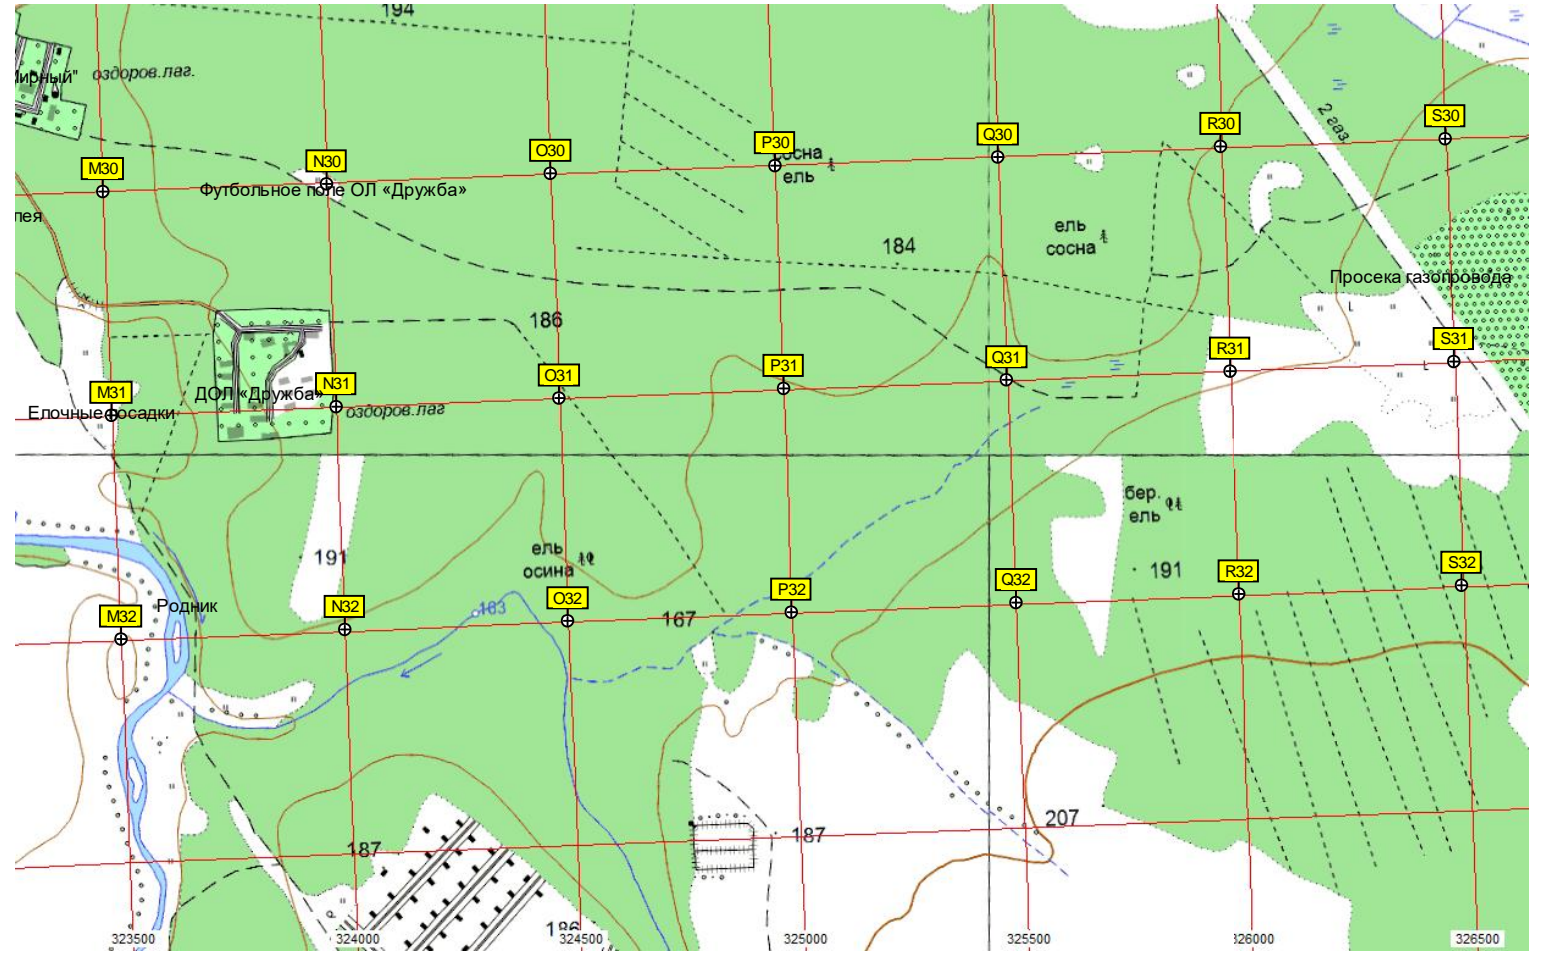 194
Мирный"
оздоров.лаг.
2 газ.
S30
R30
Q30
P30
O30
N30
M30
сосна
ель
Футбольное поле ОЛ «Дружба»
лея
ель
сосна
184
Просека газопровода
186
S31
R31
Q31
P31
O31
N31
M31
ДОЛ «Дружба»
оздоров.лаг
Елочные посадки
бер.
ель
191
ель
осина
191
S32
R32
Q32
P32
O32
N32
M32
Родник
163
167
207
187
187
186
323500
324000
324500
325000
325500
326000
326500